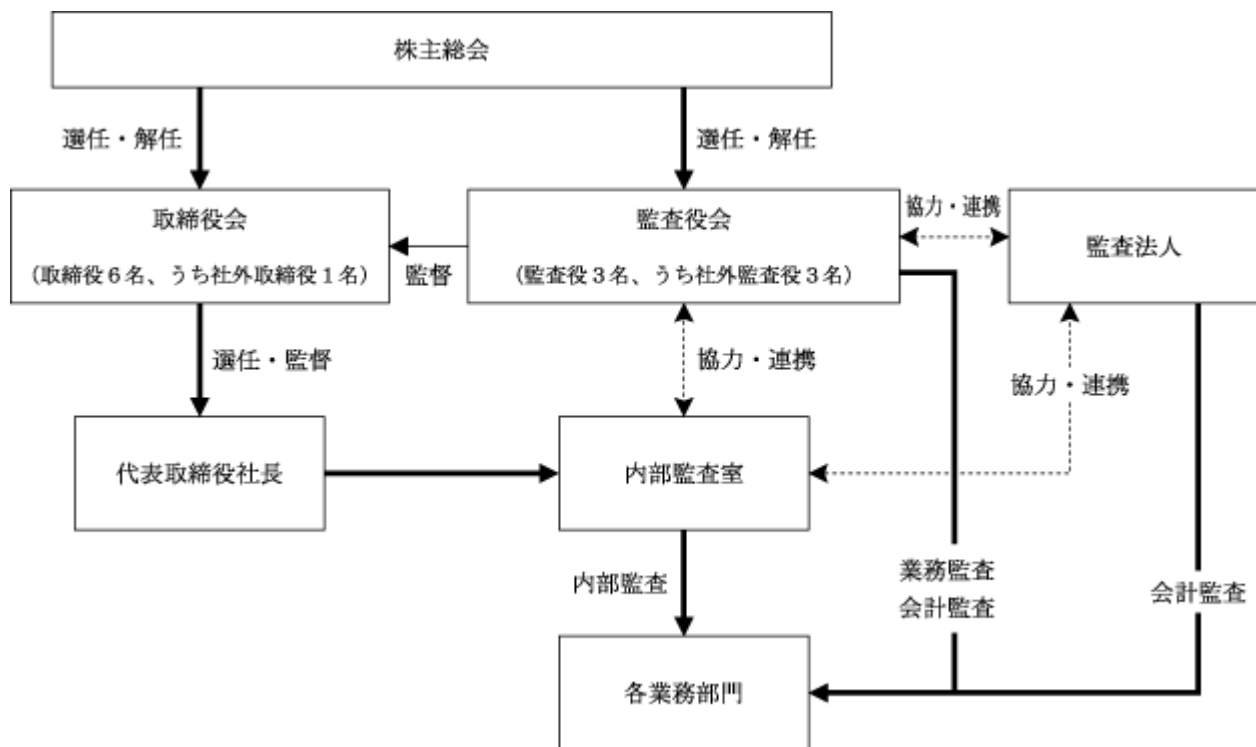 株主総会
選任・解任
選任・解任
取締役会
(取締役6名、うち社外取締役1名)
監督
監査役会
(監査役3名、うち社外監査役3名)
協力・連携
監査法人
選任・監督
協力・連携
協力・連携
代表取締役社長
内部監査室
内部監査
業務監査
会計監査
会計監査
各業務部門